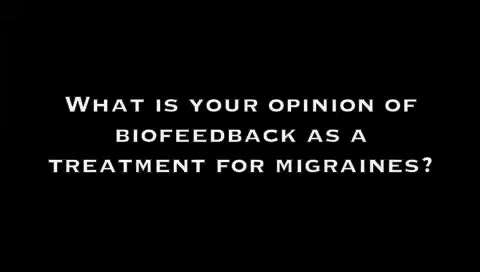 What is your opinion of
biofeedback as a
treatment for migraines?